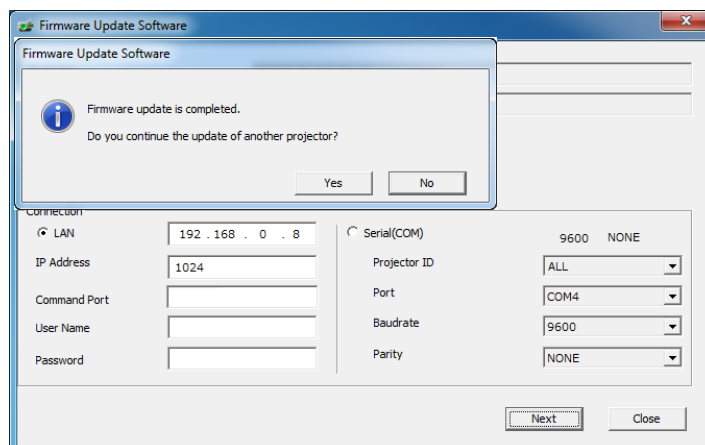 Firmware Update Software
Firmware Update Software
Firmware update is completed.
Do you continue the update of another projector?
Yes No
Connection
LAN 192 . 168 . 0 . 8 Serial(COM) 9600 NONE
IP Address 1024 Projector ID ALL
Command Port Port COM4
User Name Baudrate 9600
Password Parity NONE
Next Close